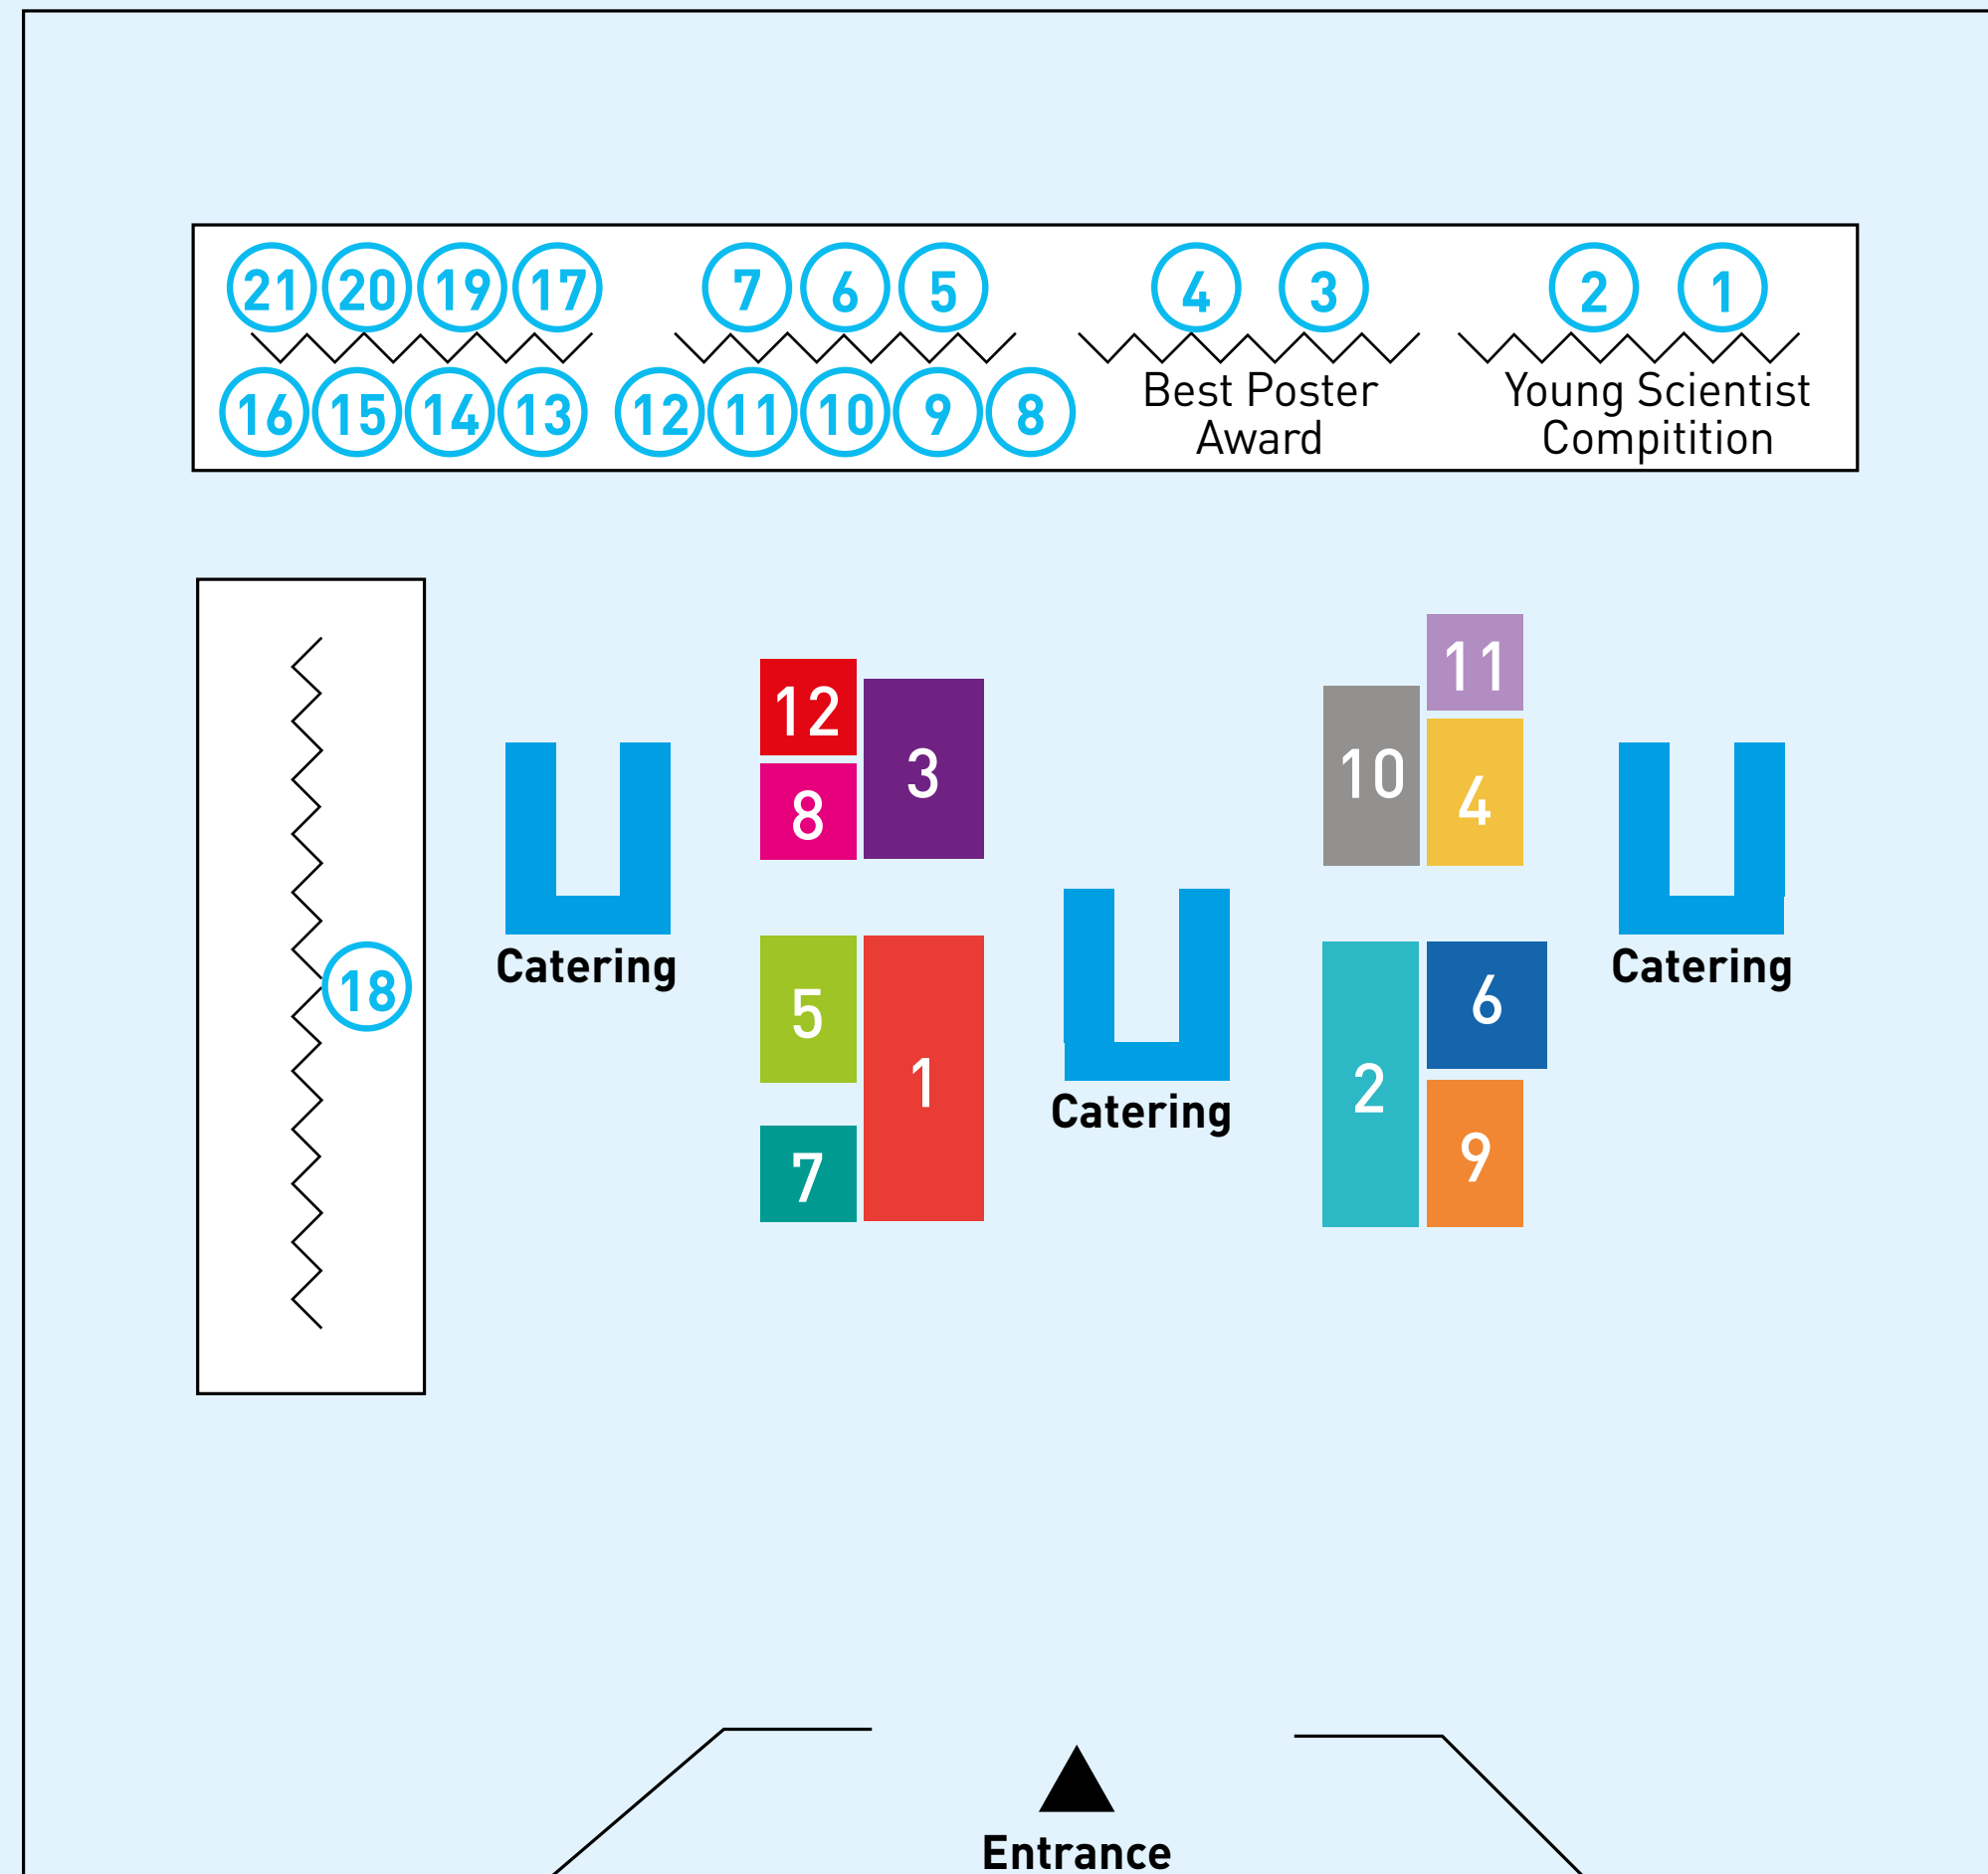 21 20 19 17 7 6 5 4 3 2 1
16 15 14 13 12 11 10 9 8
Best Poster
Award
Young Scientist
Compitition
12
3
8
11
10
4
Catering
Catering
18
5
1
7
Catering
2
6
9
Entrance